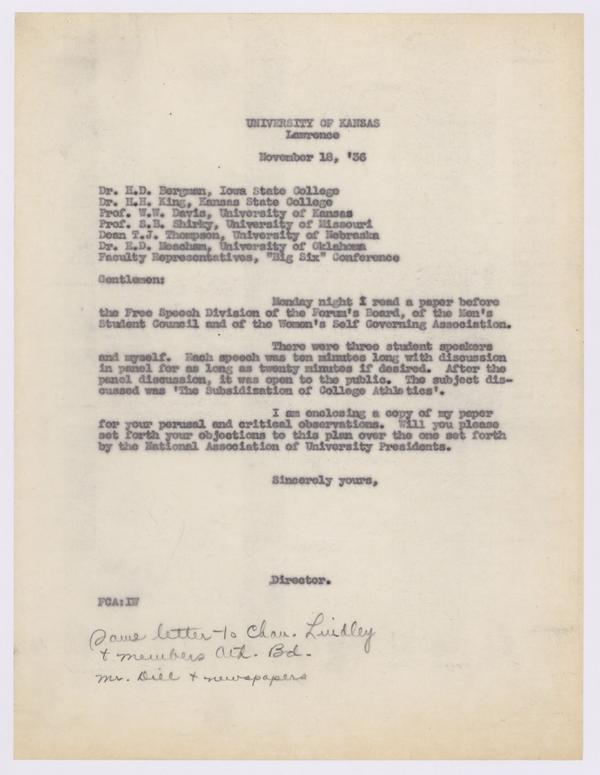 UNIVERSITY OF KANSAS
Lawrence
November 18, '36
Dr. H.D. Bergman, Iowa State College
Dr. H.H. King, Kansas State College
Prof. W.W. Davis, University of Kansas
Prof. S.B. Shirky, University of Missouri
Dean T.J. Thompson, University of Nebraska
Dr. E.D. Meacham, University of Oklahoma
Faculty Representatives, "Big Six" Conference
Gentlemen:
Monday night I read a paper before
the Free Speech Division of the Forum's Board, of the Men's
Student Council and of the Women's Self Governing Association.
There were three student speakers
and myself. Each speech was ten minutes long with discussion
in panel for as long as twenty minutes if desired. After the
panel discussion, it was open to the public. The subject dis-
cussed was 'The Subsidization of College Athletics'.
I am enclosing a copy of my paper
for your perusal and critical observations. Will you please
set forth your objections to this plan over the one set forth
by the National Association of University Presidents.
Sincerely yours,
Director.
FCA:IW
Same letter to Chan. Lindley
+ members Ath. Bd.
Mr. Dill + newspapers